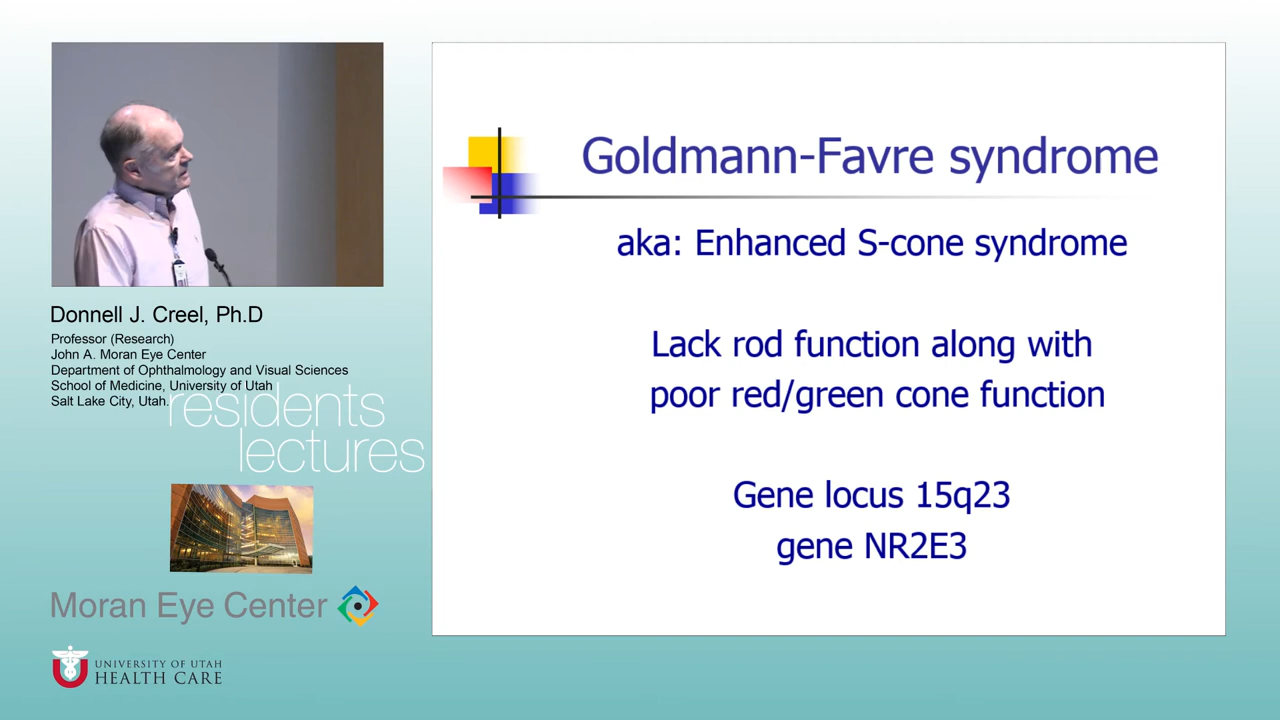 Goldmann-Favre syndrome
aka: Enhanced S-cone syndrome
Lack rod function along with
poor red/green cone function
Gene locus 15q23
gene NR2E3
Donnell J. Creel, Ph.D
Professor (Research)
John A. Moran Eye Center
Department of Ophthalmology and Visual Sciences
School of Medicine, University of Utah
Salt Lake City, Utah.
residents
lectures
Moran Eye Center
UNIVERSITY OF UTAH
HEALTH CARE